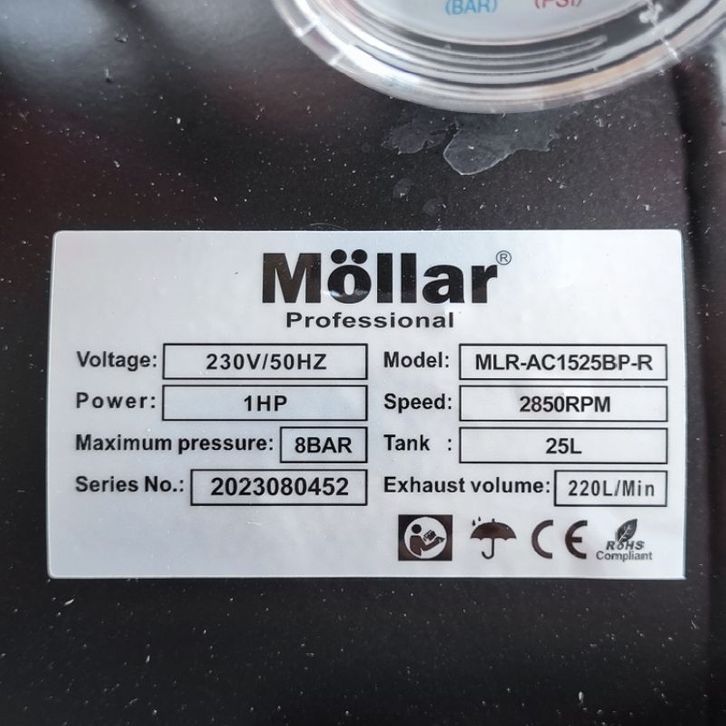 (BAR) (PSI)
Möllar®
Professional
Voltage: 230V/50HZ Model: MLR-AC1525BP-R
Power: 1HP Speed: 2850RPM
Maximum pressure: 8BAR Tank : 25L
Series No.: 2023080452 Exhaust volume: 220L/Min
CE RoHS
Compliant